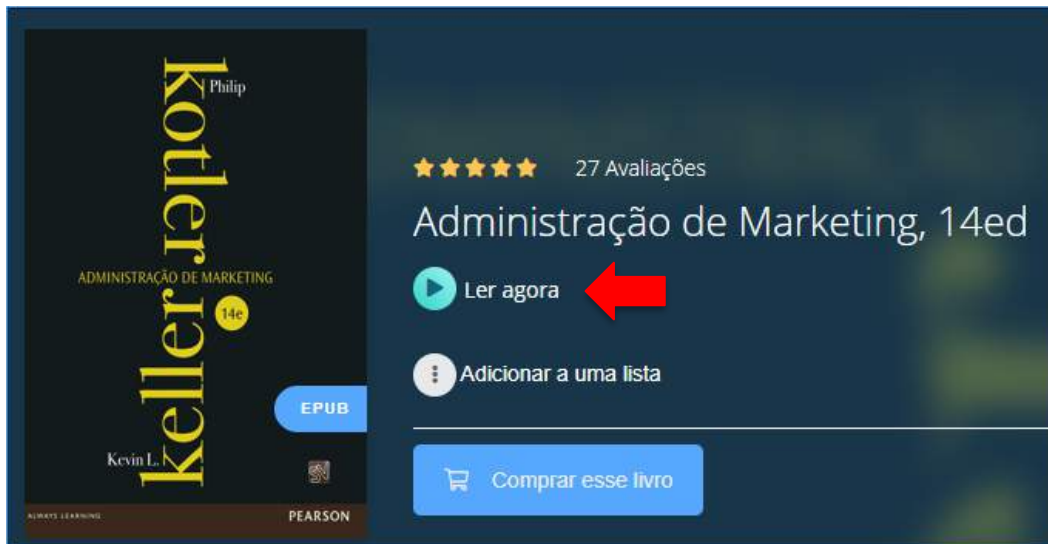 Philip
kotler
ADMINISTRAÇÃO DE MARKETING
14e
keller
Kevin L.
EPUB
ALWAYS LEARNING
PEARSON
27 Avaliações
Administração de Marketing, 14ed
Ler agora
Adicionar a uma lista
Comprar esse livro